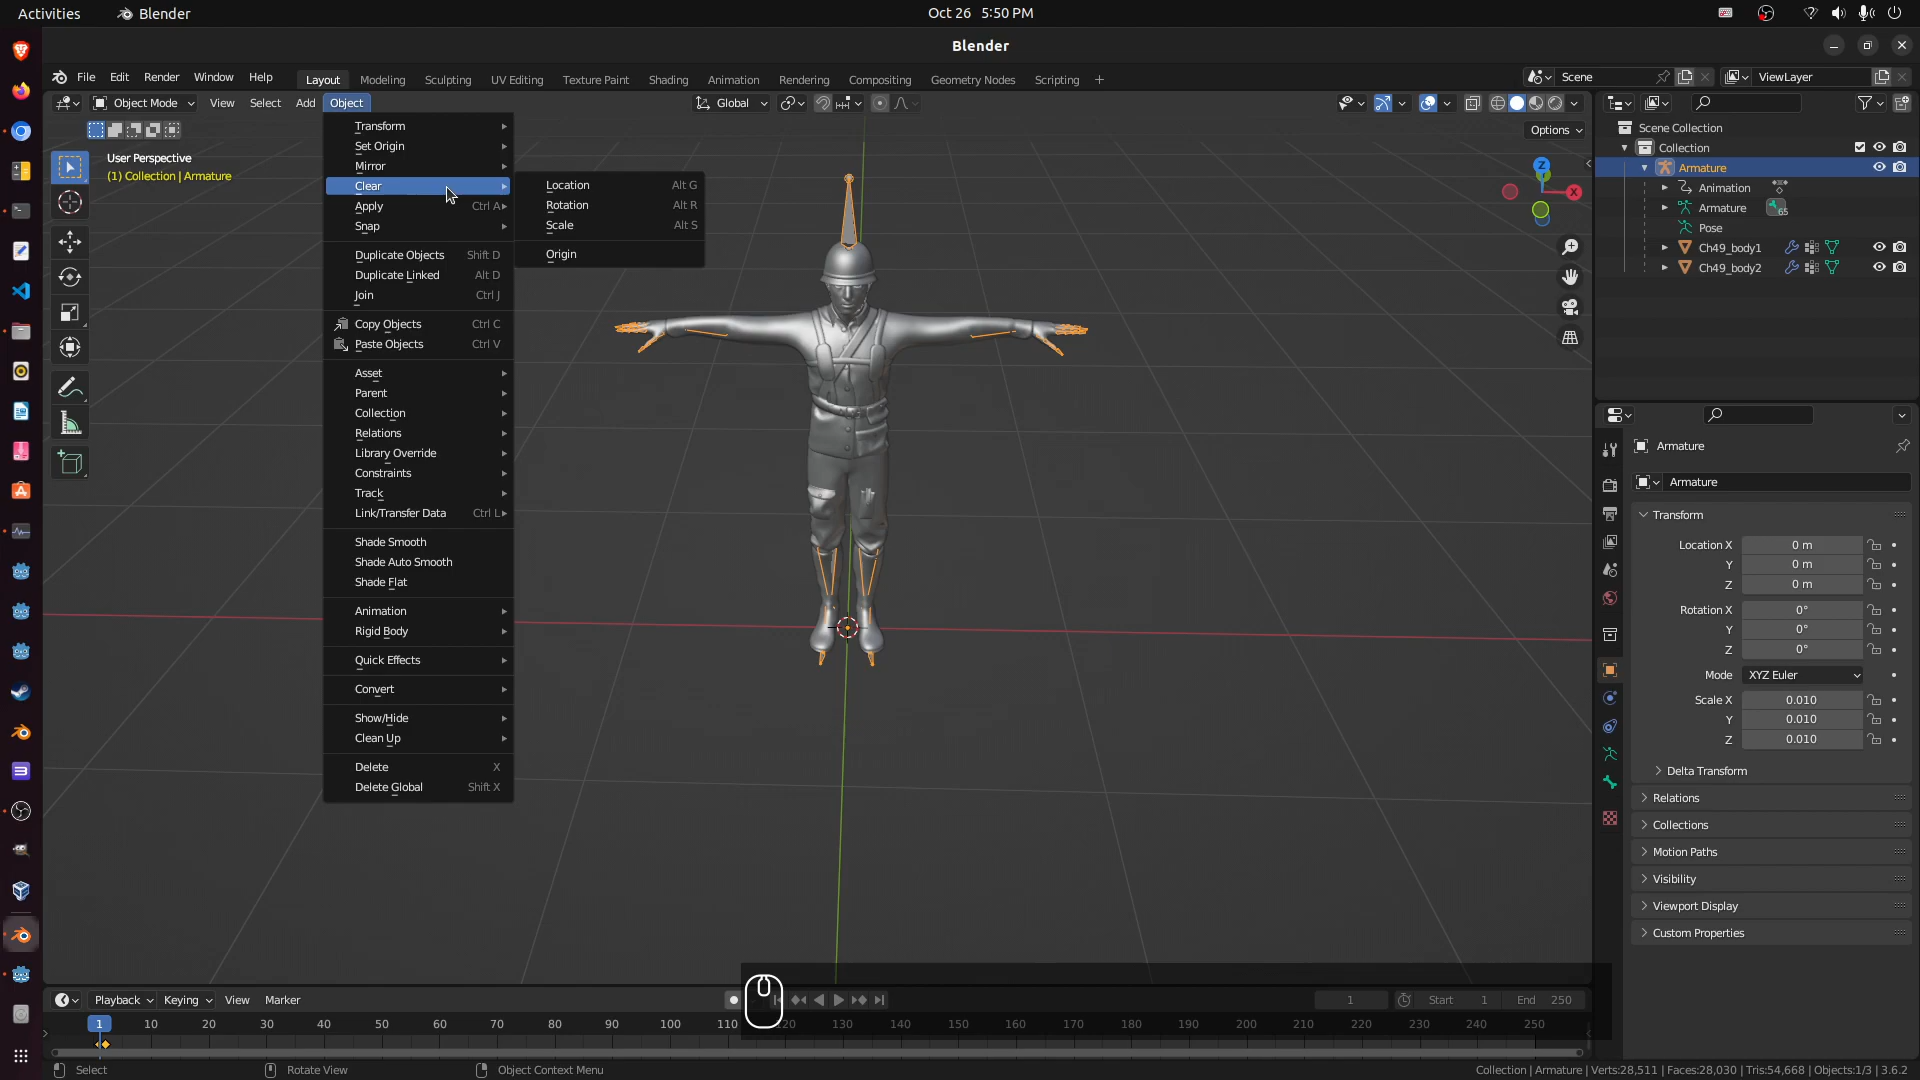 Activities Blender Oct 26 5:50 PM
Blender
File Edit Render Window Help Layout Modeling Sculpting UV Editing Texture Paint Shading Animation Rendering Compositing Geometry Nodes Scripting + Scene ViewLayer
Object Mode View Select Add Object Global
Options
User Perspective
(1) Collection | Armature
Transform
Set Origin
Mirror
Clear
Apply Ctrl A
Snap
Duplicate Objects Shift D
Duplicate Linked Alt D
Join Ctrl J
Copy Objects Ctrl C
Paste Objects Ctrl V
Asset
Parent
Collection
Relations
Library Override
Constraints
Track
Link/Transfer Data Ctrl L
Shade Smooth
Shade Auto Smooth
Shade Flat
Animation
Rigid Body
Quick Effects
Convert
Show/Hide
Clean Up
Delete X
Delete Global Shift X
Location Alt G
Rotation Alt R
Scale Alt S
Origin
Z
X
Scene Collection
Collection
Armature
Animation
Armature 65
Pose
Ch49_body1
Ch49_body2
Armature
Armature
Transform
Location X 0 m
Y 0 m
Z 0 m
Rotation X 0°
Y 0°
Z 0°
Mode XYZ Euler
Scale X 0.010
Y 0.010
Z 0.010
Delta Transform
Relations
Collections
Motion Paths
Visibility
Viewport Display
Custom Properties
Playback Keying View Marker 1 Start 1 End 250
1 10 20 30 40 50 60 70 80 90 100 110 120 130 140 150 160 170 180 190 200 210 220 230 240 250
Select Rotate View Object Context Menu Collection | Armature | Verts:28,511 | Faces:28,030 | Tris:54,668 | Objects:1/3 | 3.6.2